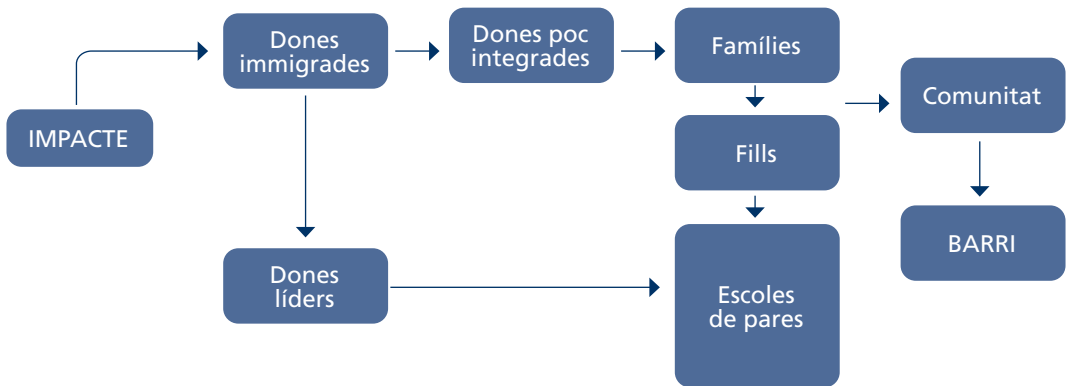 IMPACTE
Dones
immigrades
Dones poc
integrades
Famílies
Fills
Comunitat
BARRI
Dones
líders
Escoles
de pares